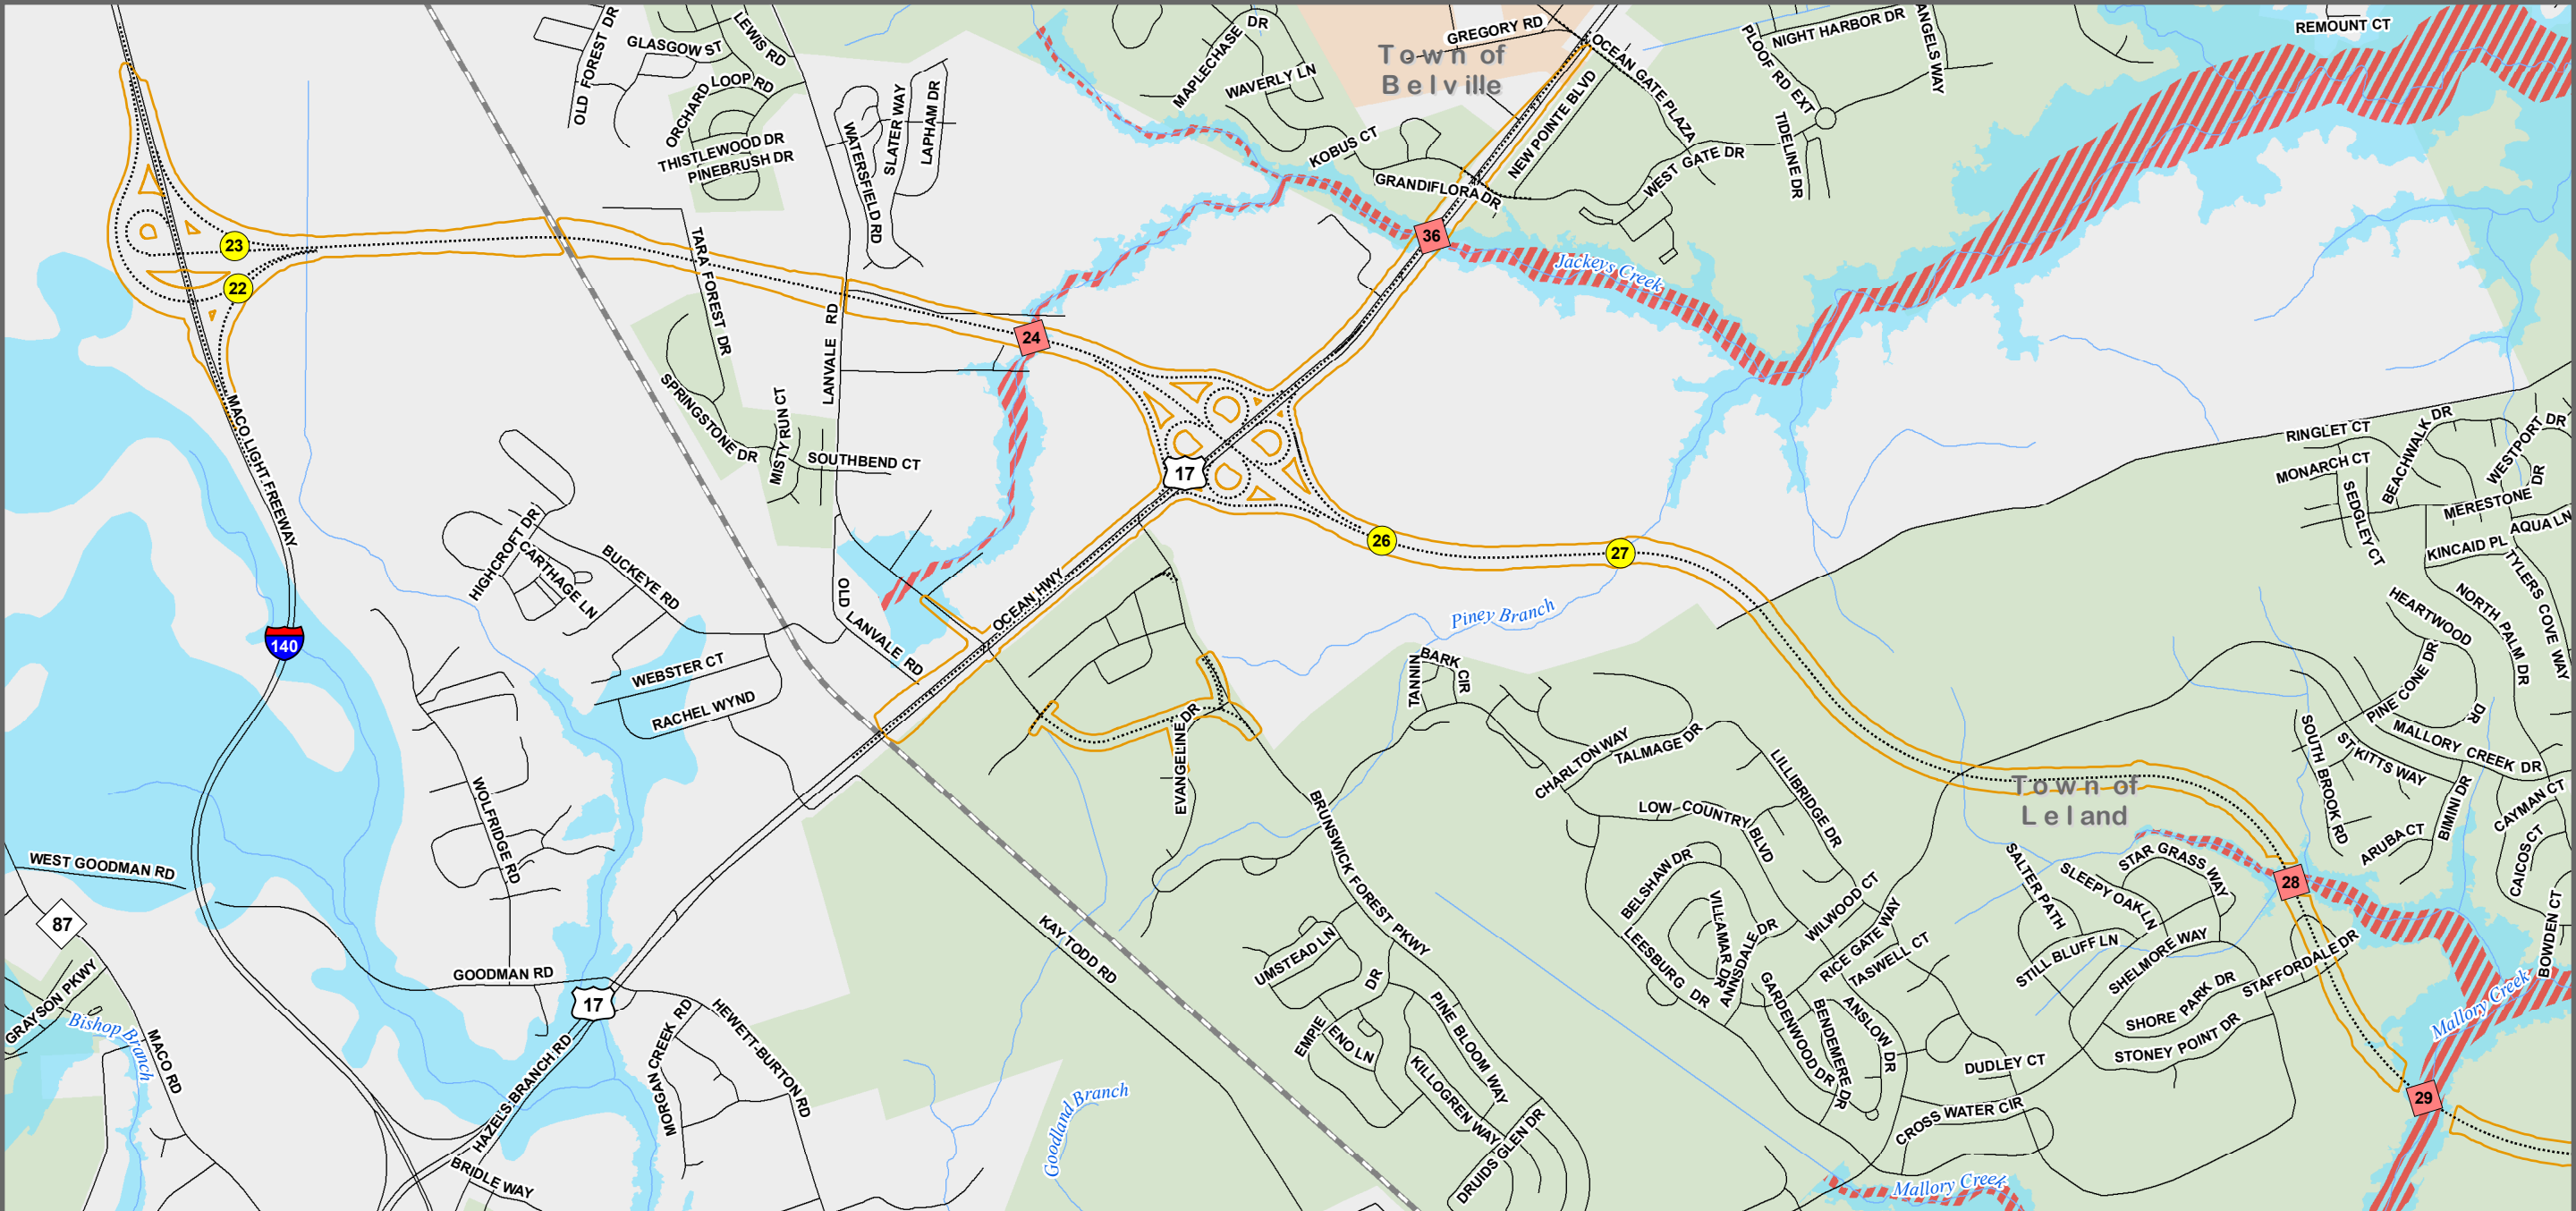 OLD FOREST DR
GLASGOW ST
LEWIS RD
ORCHARD LOOP RD
THISTLEWOOD DR
PINEBRUSH DR
WATERSFIELD RD
SLATER WAY
LAPHAM DR
MAPLECHASE DR
WAVERLY LN
Town of
Belville
GREGORY RD
OCEAN GATE PLAZA
NEW POINTE BLVD
PLOOF RD EXT
NIGHT HARBOR DR
ANGELS WAY
REMOUNT CT
KOBUS CT
GRANDIFLORA DR
WEST GATE DR
TIDELINE DR
23
22
36
Jackeys Creek
TARA FOREST DR
LANVALE RD
24
MACO LIGHT FREEWAY
SPRINGSTONE DR
MISTY RUN CT
SOUTHBEND CT
17
26
27
RINGLET CT
MONARCH CT
SEDGLEY CT
BEACHWALK DR
WESTPORT DR
MERESTONE DR
AQUA LN
KINCAID PL
TYLERS COVE WAY
HIGHCROFT DR
CARTHAGE LN
BUCKEYE RD
OLD LANVALE RD
OCEAN HWY
Piney Branch
HEARTWOOD DR
NORTH PALM DR
140
WEBSTER CT
RACHEL WYND
TANNIN BARK CIR
PINE CONE DR
MALLORY CREEK DR
EVANGELINE DR
CHARLTON WAY
TALMAGE DR
LILLIBRIDGE DR
SOUTH BROOK RD
ST KITTS WAY
BIMINI DR
CAYMAN CT
ARUBA CT
CAICOS CT
BOWDEN CT
Town of
Leland
WOLFRIDGE RD
BRUNSWICK FOREST PKWY
LOW COUNTRY BLVD
BELSHAW DR
VILLAMAR DR
ANNSDALE DR
LEESBURG DR
WILWOOD CT
RICE GATE WAY
TASWELL CT
SALTER PATH
SLEEPY OAK LN
STAR GRASS WAY
28
WEST GOODMAN RD
87
KAY TODD RD
UMSTEAD LN
STILL BLUFF LN
SHELMORE WAY
STAFFORDALE DR
GOODMAN RD
17
GRAYSON PKWY
Bishop Branch
MACO RD
HAZELS BRANCH RD
MORGAN CREEK RD
HEWETT-BURTON RD
EMPIE DR
ENO LN
PINE BLOOM WAY
KILLOGREN WAY
GARDENWOOD DR
BENDEMERE DR
ANSLOW DR
SHORE PARK DR
STONEY POINT DR
DUDLEY CT
Mallory Creek
29
Goodland Branch
CROSS WATER CIR
DRUIDS GLEN DR
BRIDLE WAY
Mallory Creek